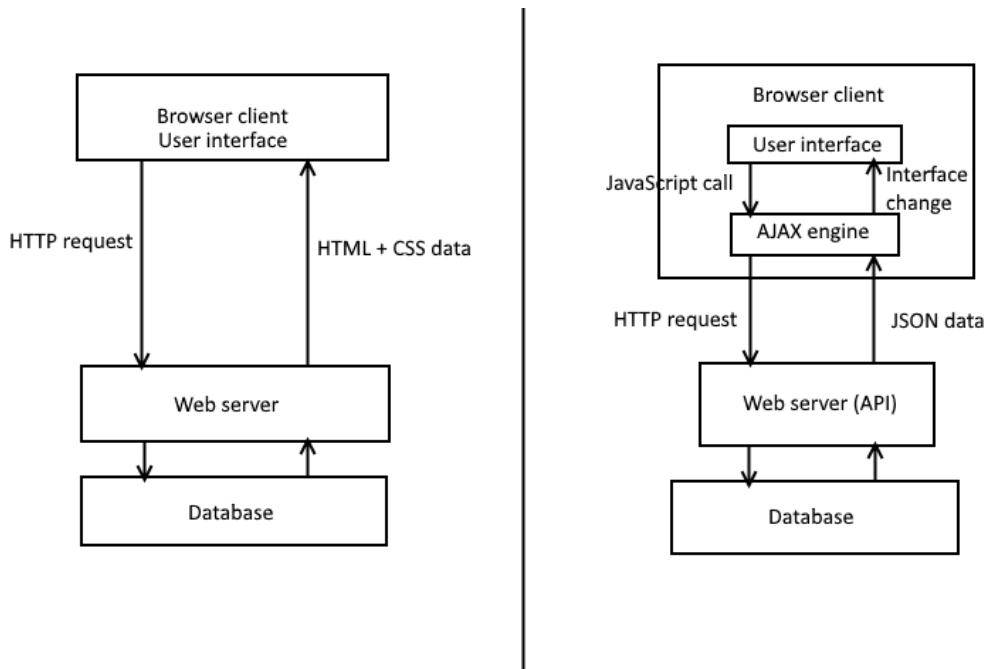 Browser client
User interface
HTTP request
HTML + CSS data
Web server
Database
Browser client
User interface
JavaScript call
Interface
change
AJAX engine
HTTP request
JSON data
Web server (API)
Database